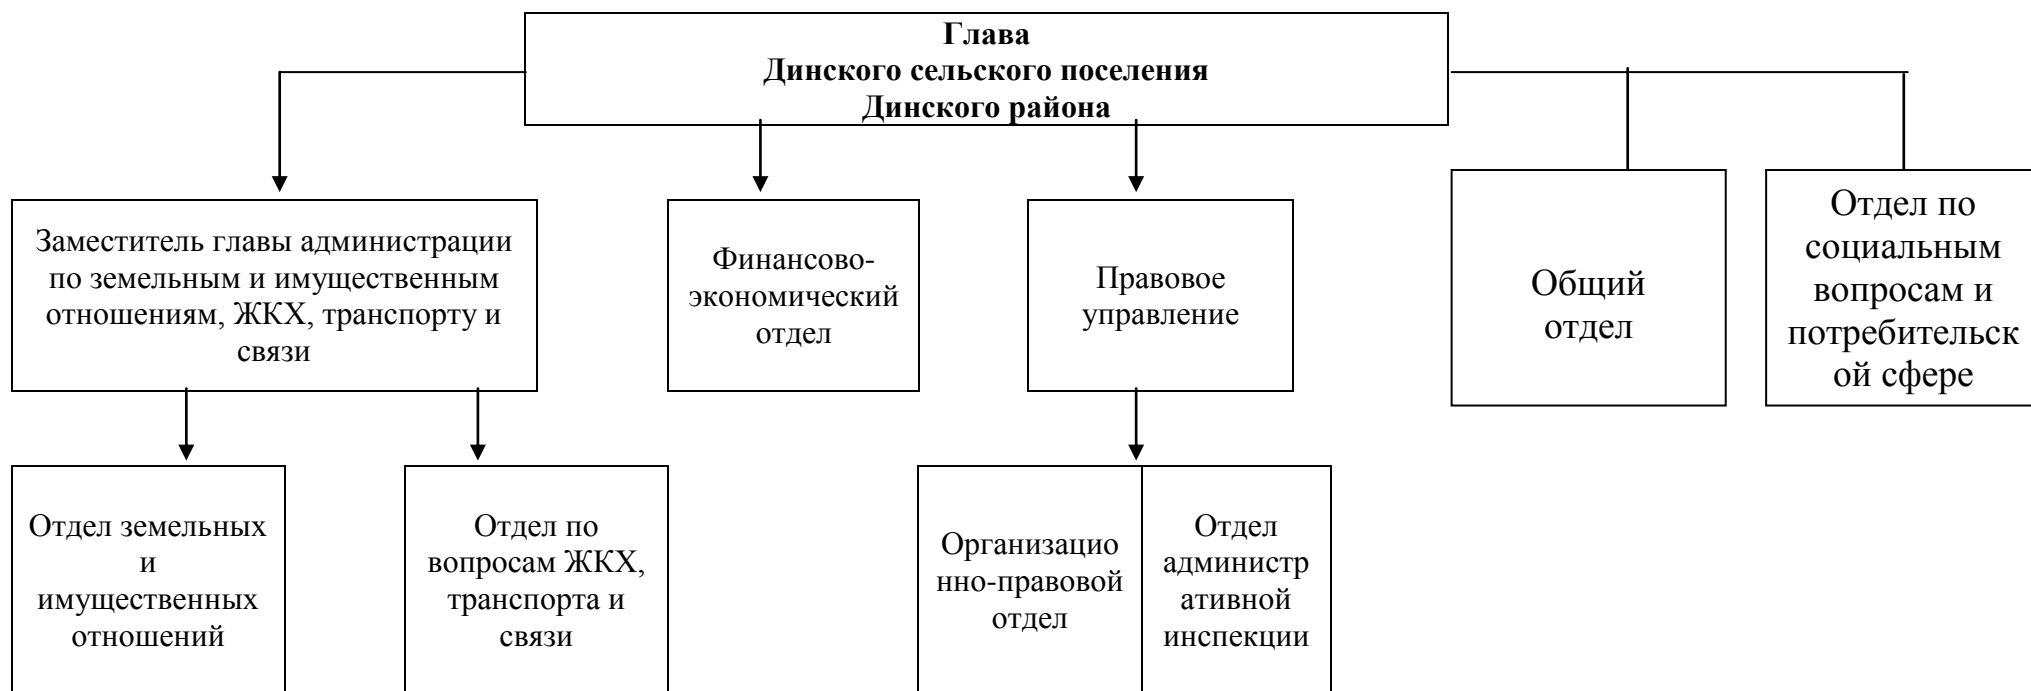 Глава
Динского сельского поселения
Динского района
Заместитель главы администрации
по земельным и имущественным
отношениям, ЖКХ, транспорту и
связи
Финансово-
экономический
отдел
Правовое
управление
Общий
отдел
Отдел по
социальным
вопросам и
потребительск
ой сфере
Отдел земельных
и
имущественных
отношений
Отдел по
вопросам ЖКХ,
транспорта и
связи
Организацио
нно-правовой
отдел
Отдел
администр
ативной
инспекции